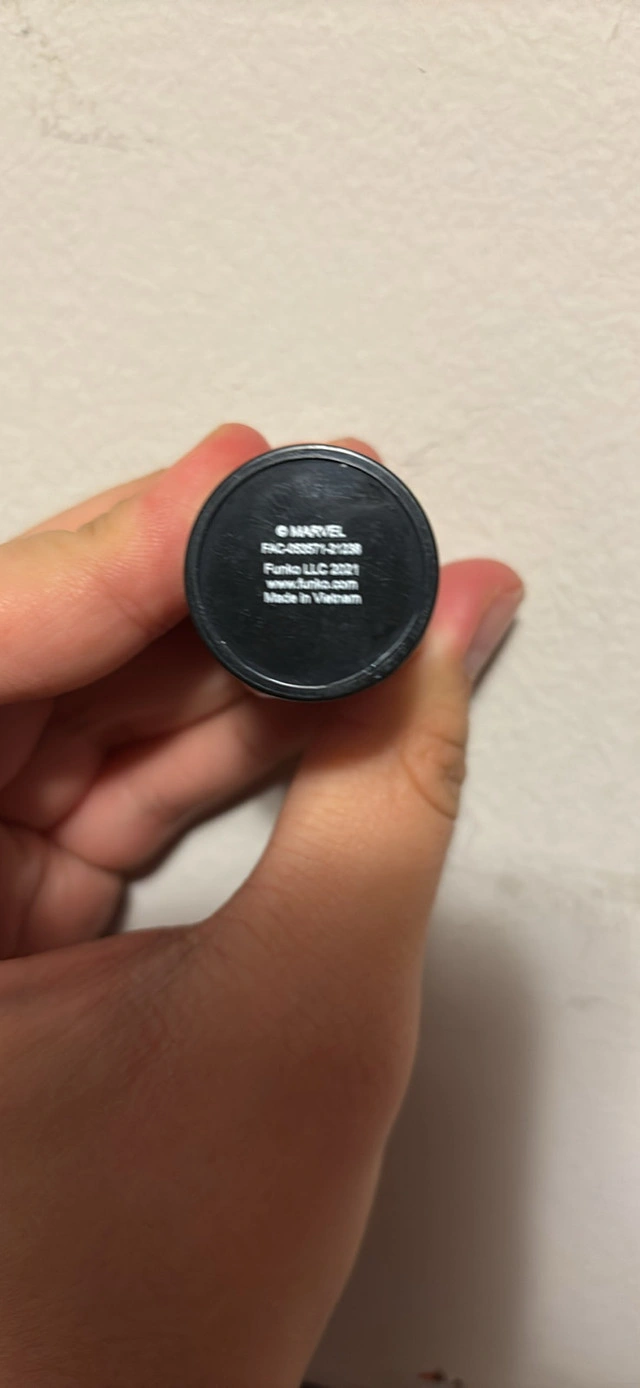 © MARVEL
FAC-053571-21238
Funko LLC 2021
www.funko.com
Made in Vietnam